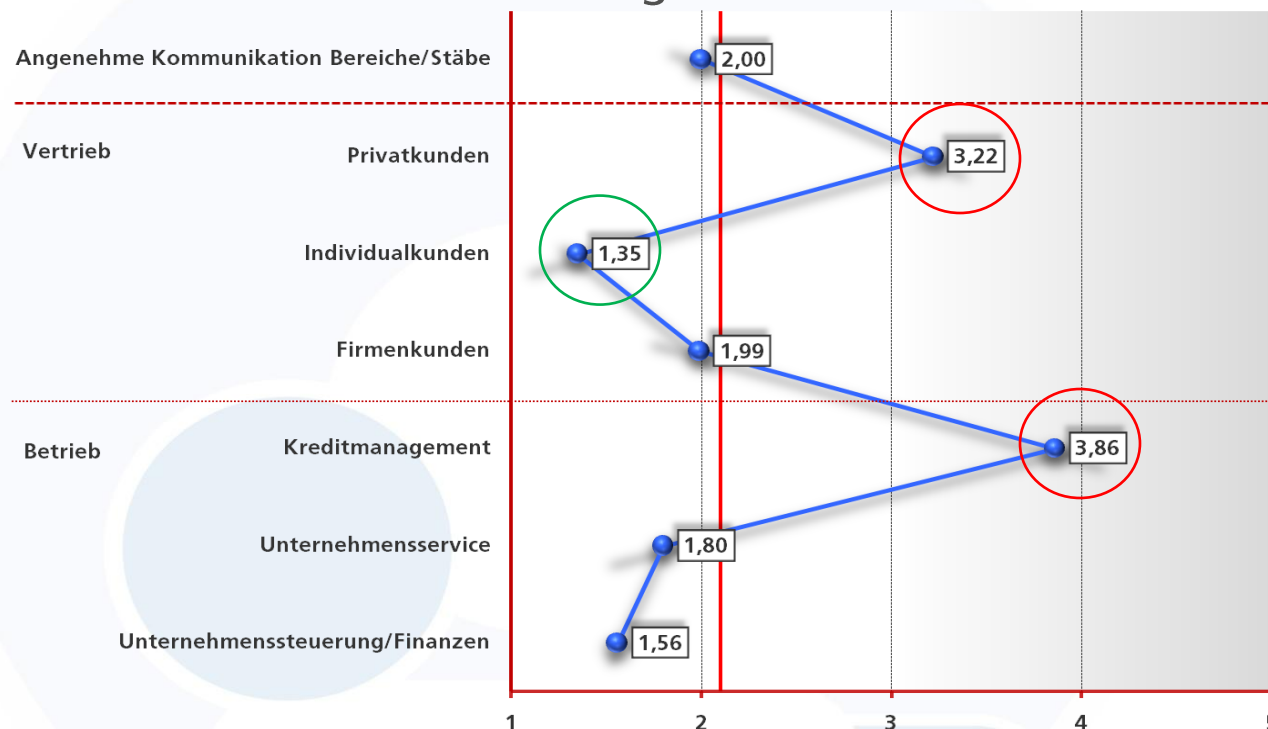 Angenehme Kommunikation Bereiche/Stäbe 2,00
Vertrieb Privatkunden 3,22
Individualkunden 1,35
Firmenkunden 1,99
Betrieb Kreditmanagement 3,86
Unternehmensservice 1,80
Unternehmenssteuerung/Finanzen 1,56
1 2 3 4